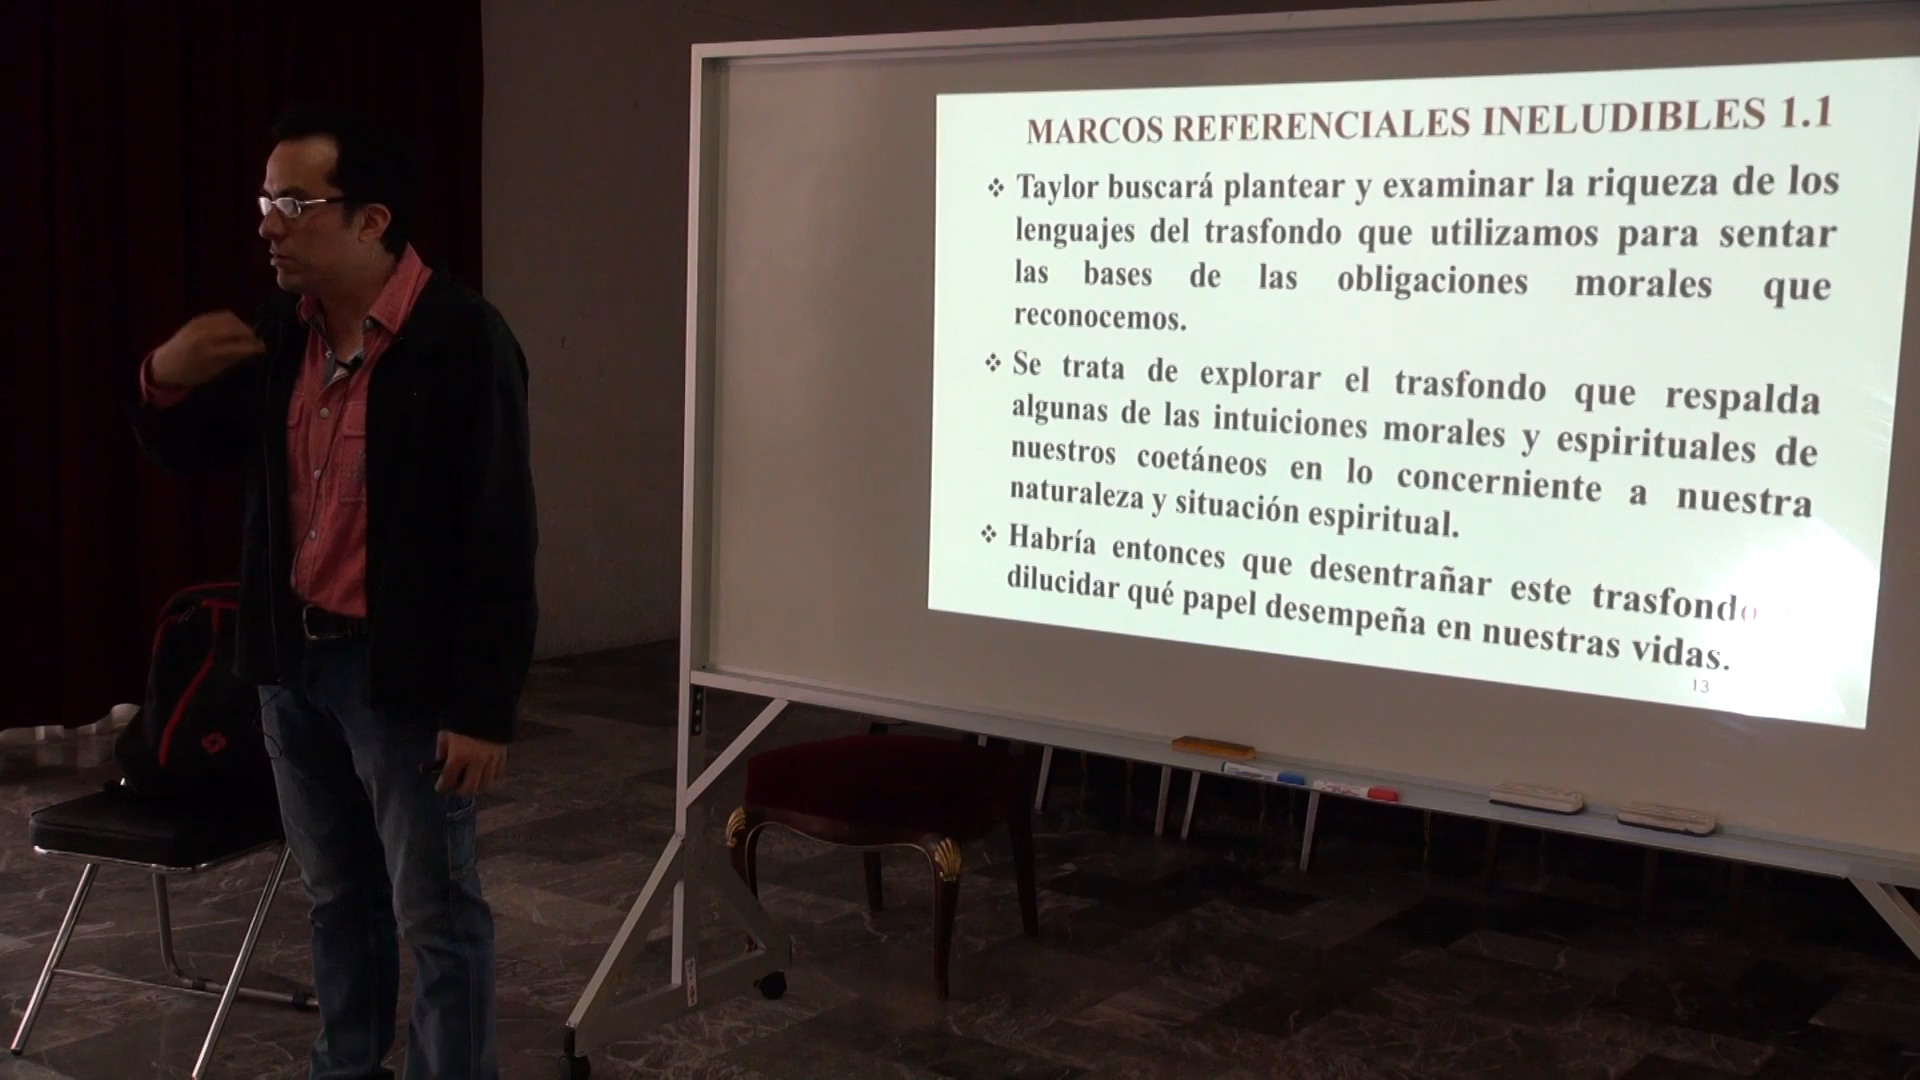 MARCOS REFERENCIALES INELUDIBLES 1.1
❖ Taylor buscará plantear y examinar la riqueza de los
lenguajes del trasfondo que utilizamos para sentar
las bases de las obligaciones morales que
reconocemos.
❖ Se trata de explorar el trasfondo que respalda
algunas de las intuiciones morales y espirituales de
nuestros coetáneos en lo concerniente a nuestra
naturaleza y situación espiritual.
❖ Habría entonces que desentrañar este trasfondo
dilucidar qué papel desempeña en nuestras vidas.
13